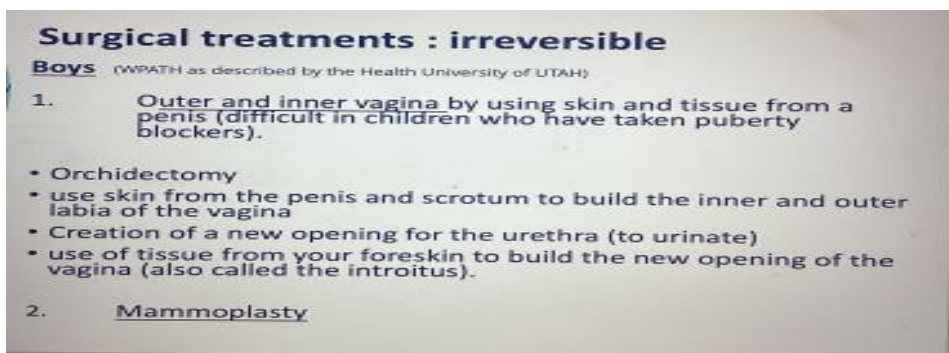 Surgical treatments : irreversible
Boys (WPATH as described by the Health University of UTAH)
1. Outer and inner vagina by using skin and tissue from a
penis (difficult in children who have taken puberty
blockers).
• Orchidectomy
• use skin from the penis and scrotum to build the inner and outer
labia of the vagina
• Creation of a new opening for the urethra (to urinate)
• use of tissue from your foreskin to build the new opening of the
vagina (also called the introitus).
2. Mammoplasty